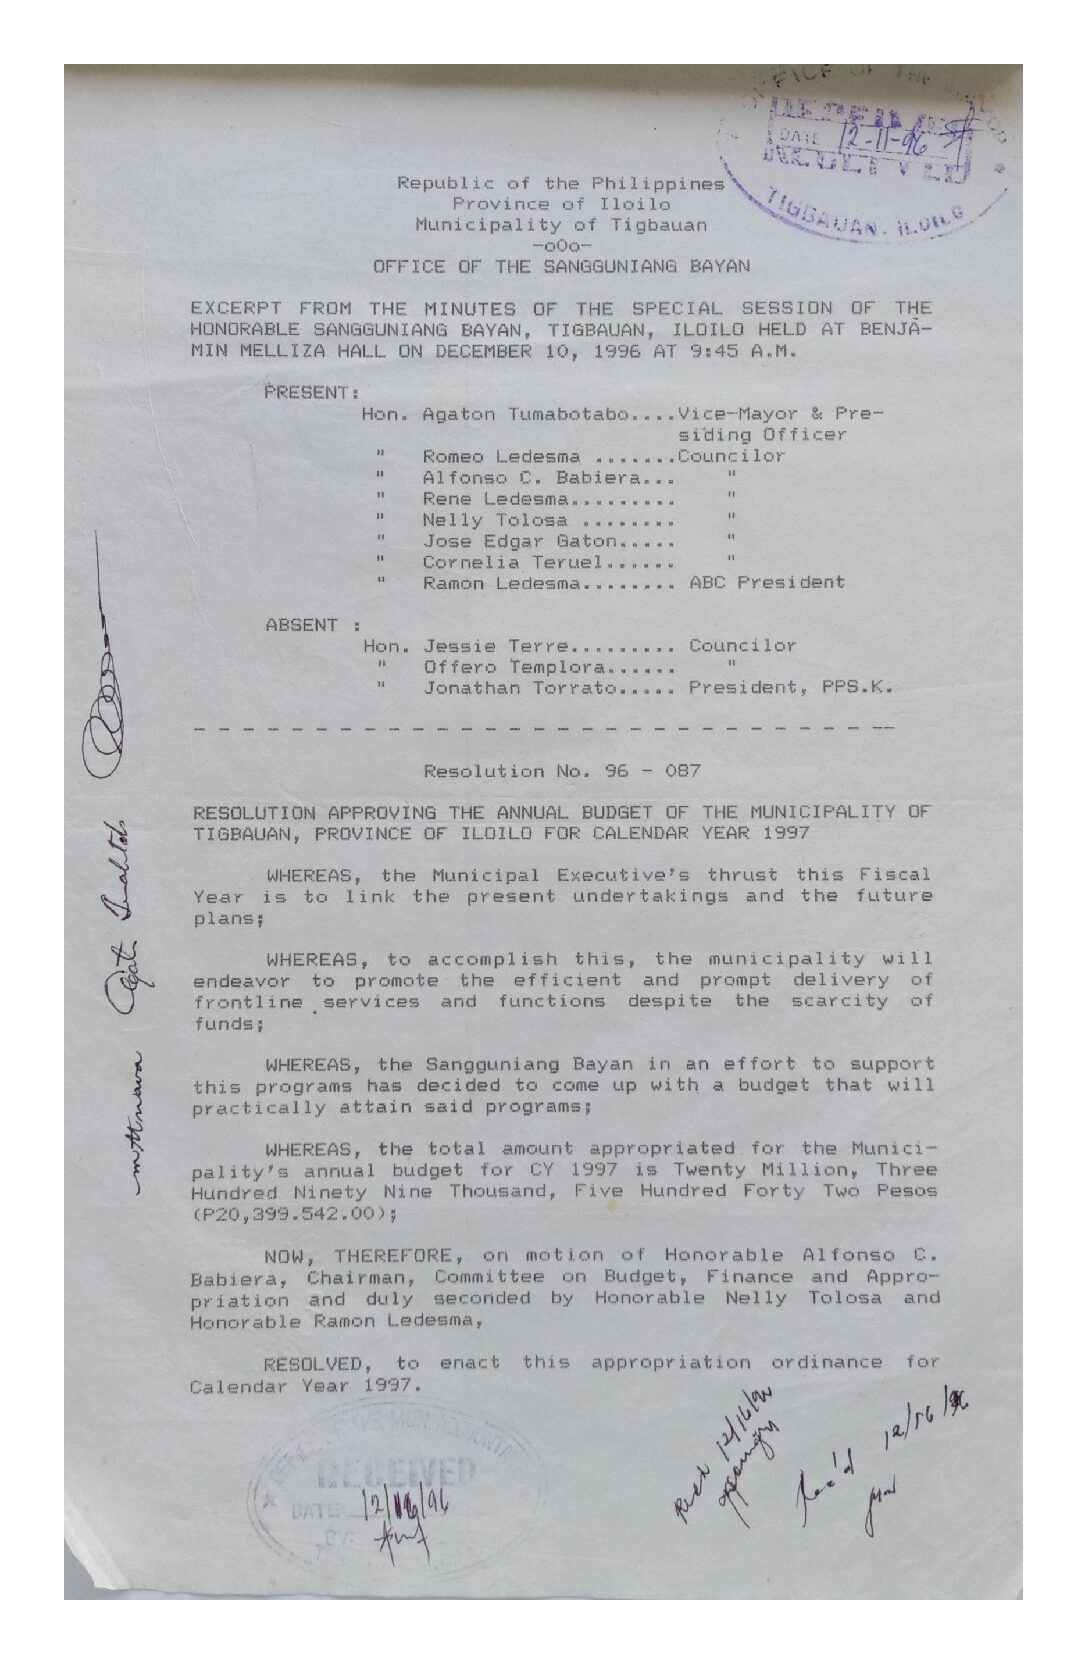 OFFICE OF THE
RECEIVED
DATE 12-11-96
TIGBAUAN, ILOILO
Republic of the Philippines
Province of Iloilo
Municipality of Tigbauan
-oOo-
OFFICE OF THE SANGGUNIANG BAYAN
EXCERPT FROM THE MINUTES OF THE SPECIAL SESSION OF THE
HONORABLE SANGGUNIANG BAYAN, TIGBAUAN, ILOILO HELD AT BENJA-
MIN MELLIZA HALL ON DECEMBER 10, 1996 AT 9:45 A.M.
PRESENT:
Hon. Agaton Tumabotabo....Vice-Mayor & Pre-
siding Officer
" Romeo Ledesma .......Councilor
" Alfonso C. Babiera... "
" Rene Ledesma......... "
" Nelly Tolosa ........ "
" Jose Edgar Gaton..... "
" Cornelia Teruel...... "
" Ramon Ledesma........ ABC President
ABSENT :
Hon. Jessie Terre......... Councilor
" Offero Templora...... "
" Jonathan Torrato..... President, PPS.K.
Resolution No. 96 - 087
RESOLUTION APPROVING THE ANNUAL BUDGET OF THE MUNICIPALITY OF
TIGBAUAN, PROVINCE OF ILOILO FOR CALENDAR YEAR 1997
WHEREAS, the Municipal Executive's thrust this Fiscal
Year is to link the present undertakings and the future
plans;
WHEREAS, to accomplish this, the municipality will
endeavor to promote the efficient and prompt delivery of
frontline services and functions despite the scarcity of
funds;
WHEREAS, the Sangguniang Bayan in an effort to support
this programs has decided to come up with a budget that will
practically attain said programs;
WHEREAS, the total amount appropriated for the Munici-
pality's annual budget for CY 1997 is Twenty Million, Three
Hundred Ninety Nine Thousand, Five Hundred Forty Two Pesos
(P20,399.542.00);
NOW, THEREFORE, on motion of Honorable Alfonso C.
Babiera, Chairman, Committee on Budget, Finance and Appro-
priation and duly seconded by Honorable Nelly Tolosa and
Honorable Ramon Ledesma,
RESOLVED, to enact this appropriation ordinance for
Calendar Year 1997.
RECEIVED
DATE: 12/16/96
BY:
Recd 12/16/96
Rec'd 12/16/96